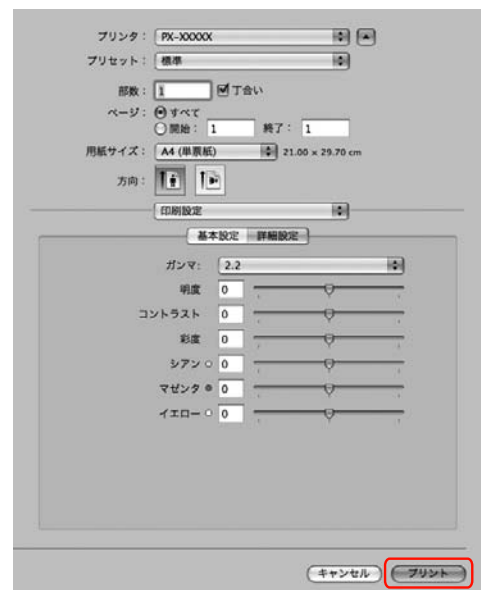 プリンタ： PX-XXXXX
プリセット： 標準
部数： 1 丁合い
ページ： すべて
開始： 1 終了： 1
用紙サイズ： A4 (単票紙) 21.00 x 29.70 cm
方向：
印刷設定
基本設定 詳細設定
ガンマ： 2.2
明度 0
コントラスト 0
彩度 0
シアン 0
マゼンタ 0
イエロー 0
キャンセル プリント